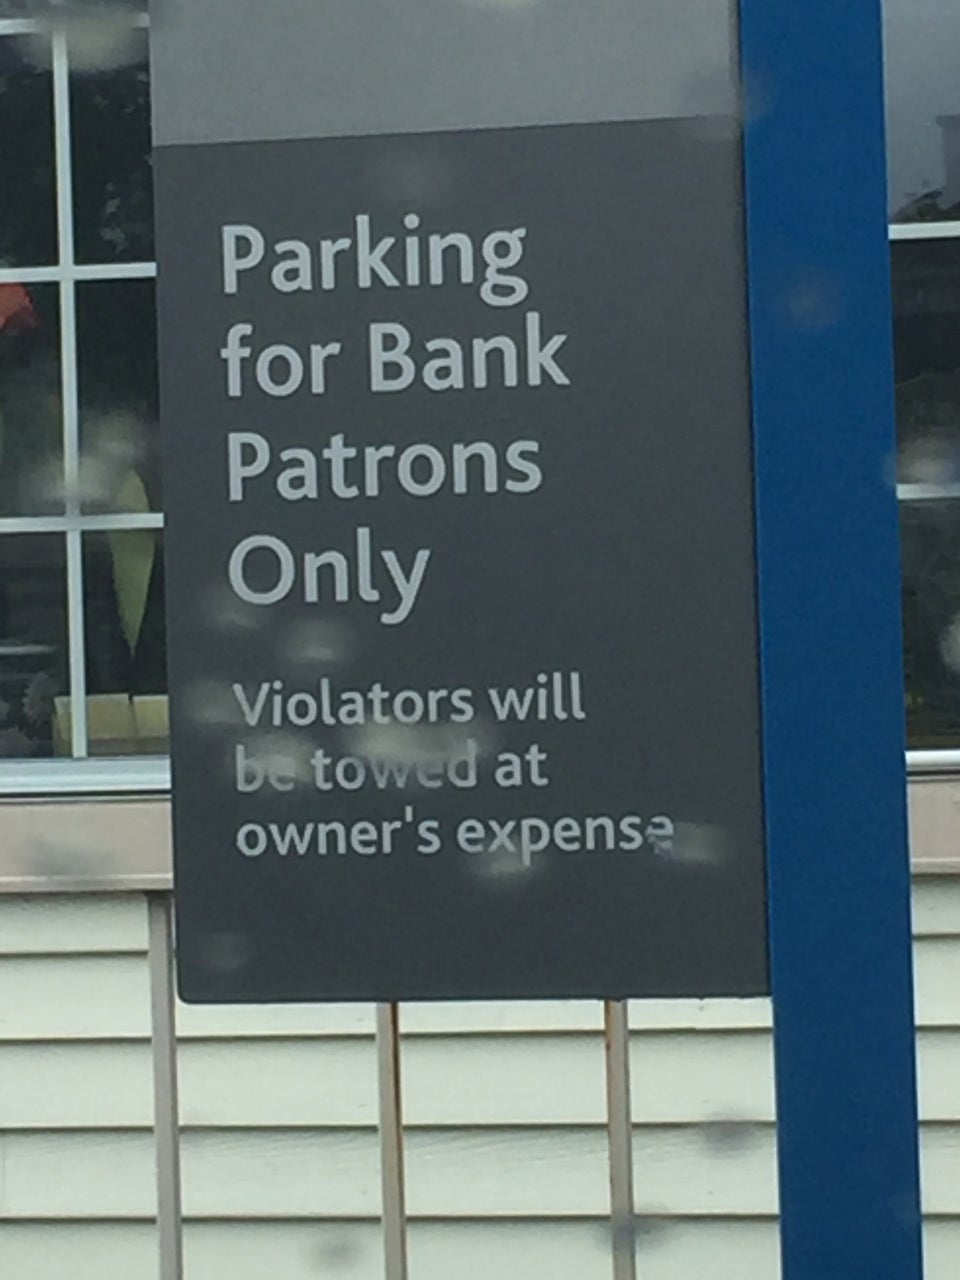 Parking
for Bank
Patrons
Only
Violators will
be towed at
owner's expense